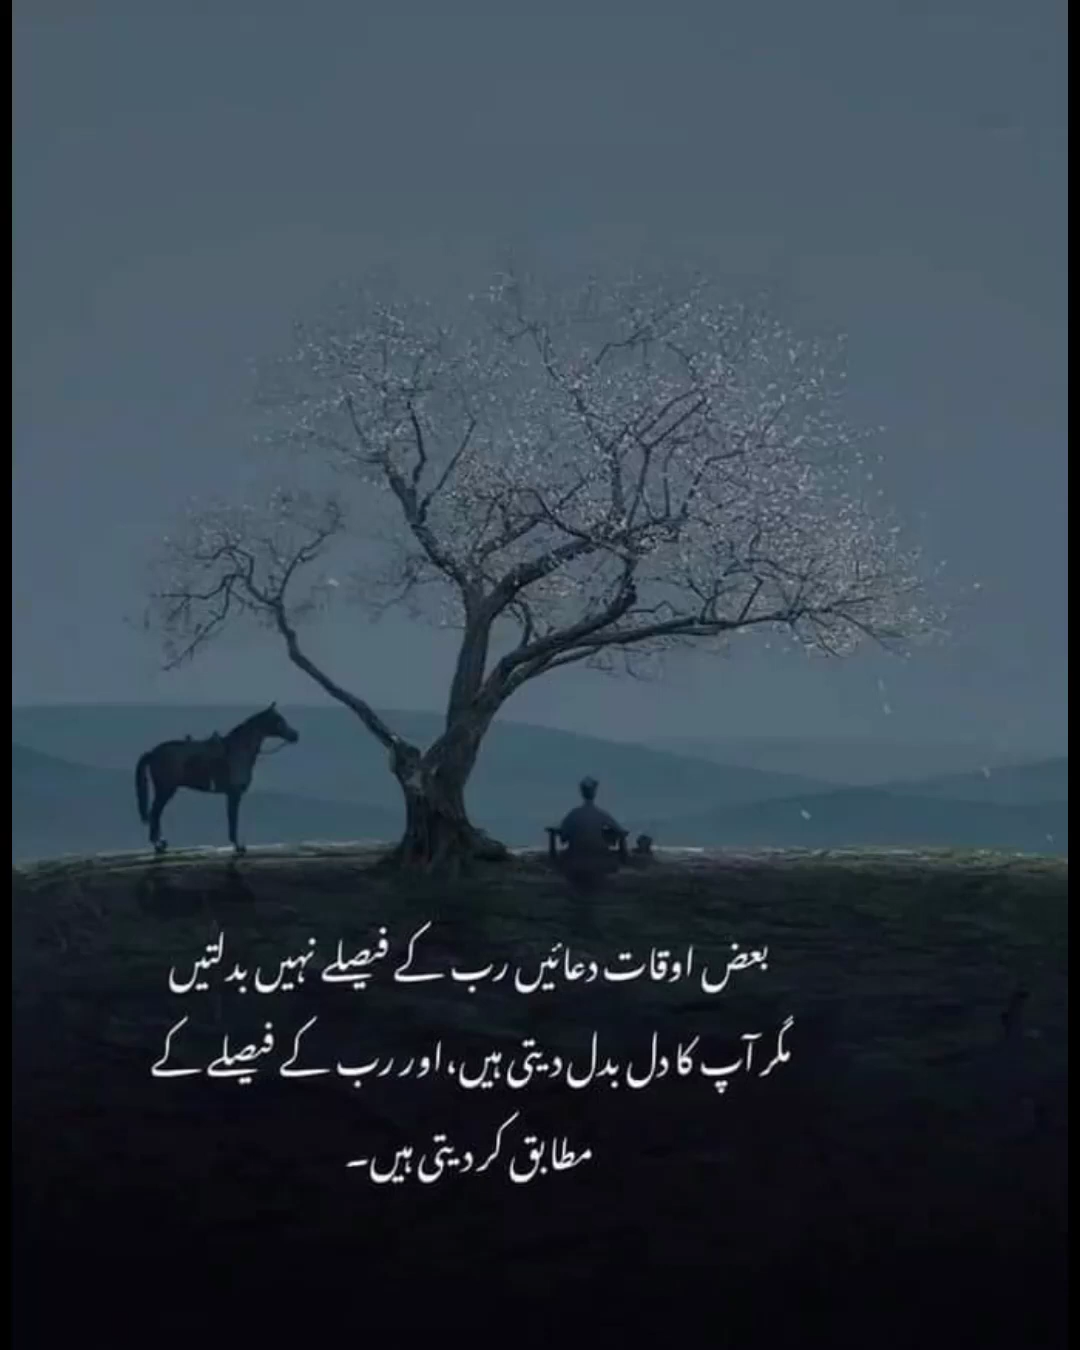 بعض اوقات دعائیں رب کے فیصلے نہیں بدلتیں
مگر آپ کا دل بدل دیتی ہیں، اور رب کے فیصلے کے
مطابق کر دیتی ہیں۔